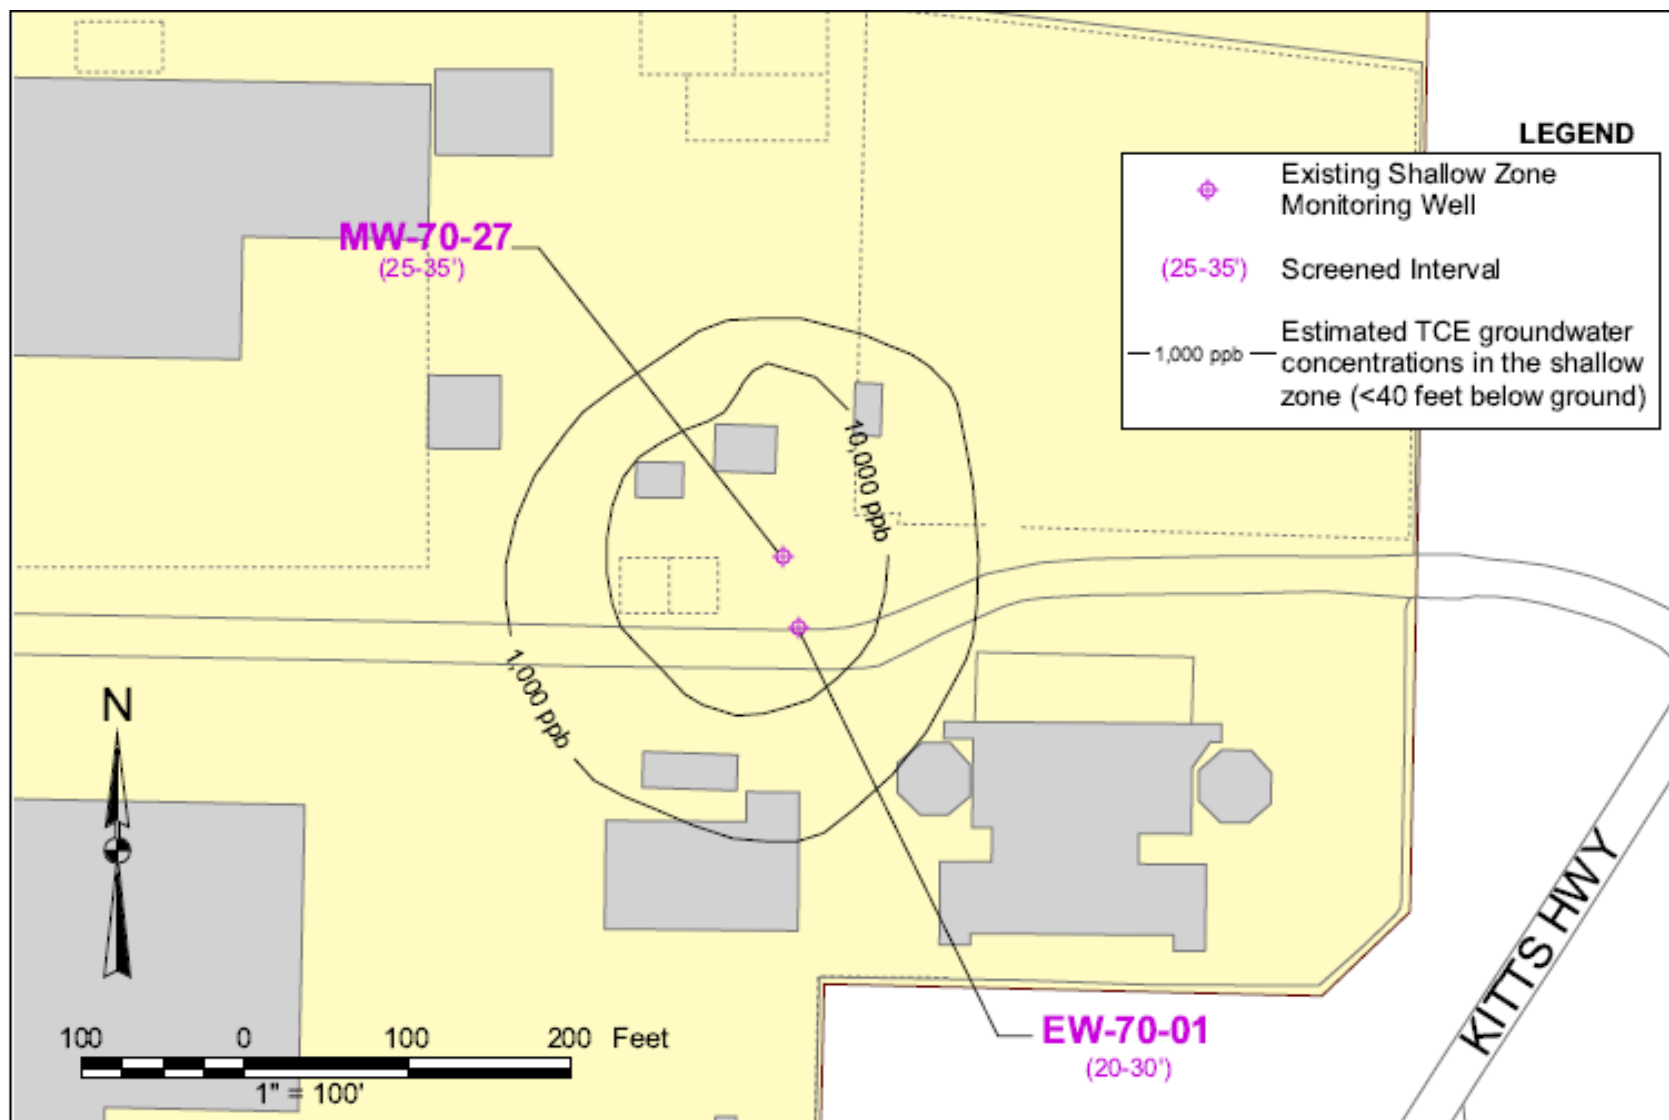 LEGEND
Existing Shallow Zone
Monitoring Well
(25-35') Screened Interval
1,000 ppb
Estimated TCE groundwater
concentrations in the shallow
zone (<40 feet below ground)
MW-70-27
(25-35')
10,000 ppb
1,000 ppb
N
KITTS HWY
EW-70-01
(20-30')
100 0 100 200 Feet
1" = 100'